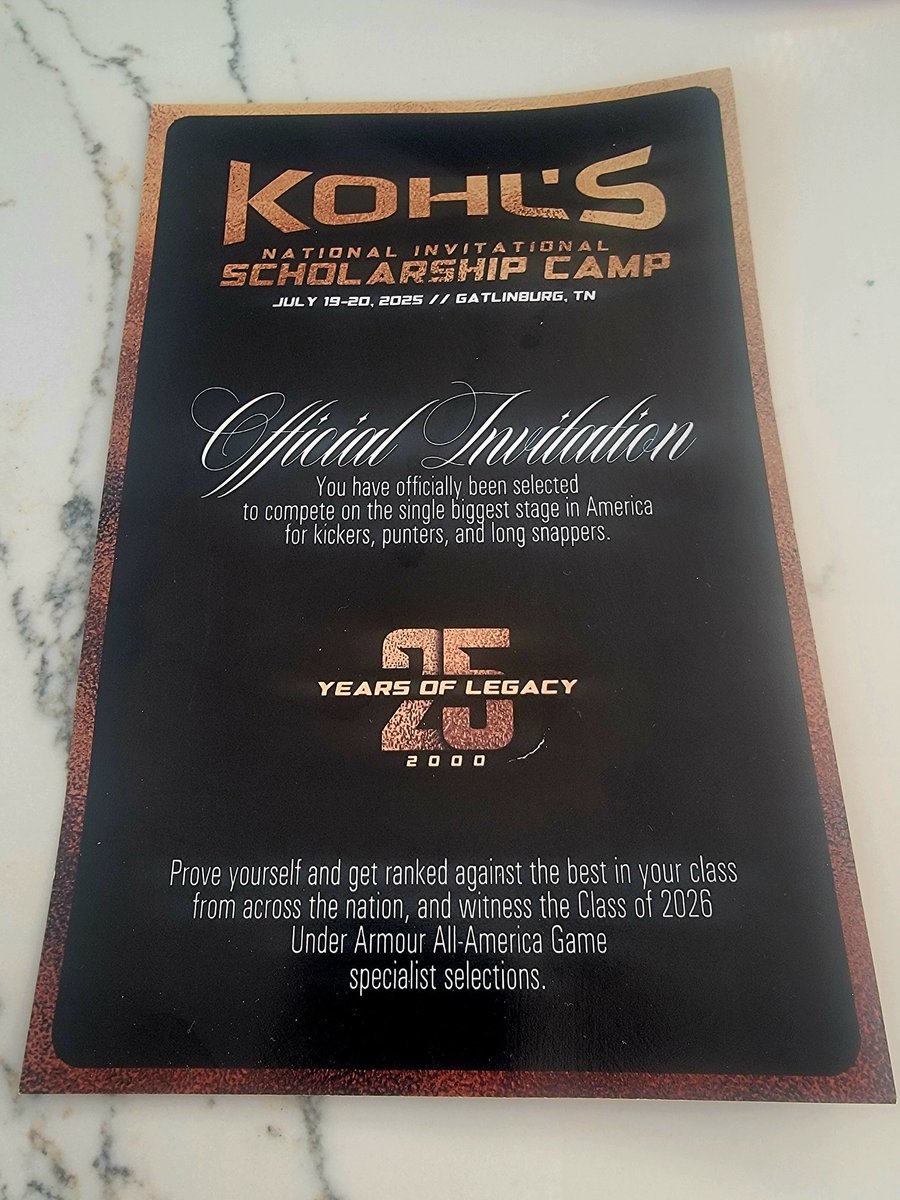 KOHL'S
NATIONAL INVITATIONAL
SCHOLARSHIP CAMP
JULY 19-20, 2025 // GATLINBURG, TN
Official Invitation
You have officially been selected
to compete on the single biggest stage in America
for kickers, punters, and long snappers.
25
YEARS OF LEGACY
2000
Prove yourself and get ranked against the best in your class
from across the nation, and witness the Class of 2026
Under Armour All-America Game
specialist selections.